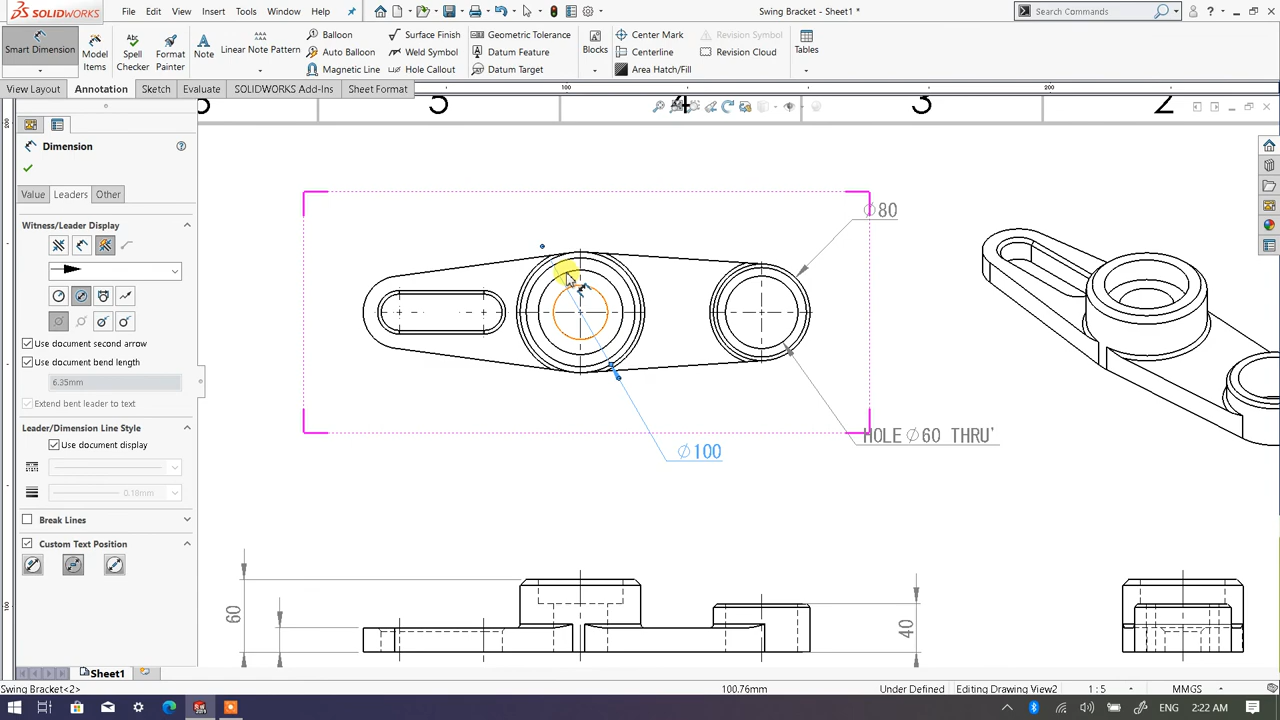 SOLIDWORKS
File
Edit
View
Insert
Tools
Window
Help
Swing Bracket - Sheet1 *
Search Commands
Smart Dimension
Model Items
Spell Checker
Format Painter
Note
Linear Note Pattern
Balloon
Auto Balloon
Magnetic Line
Surface Finish
Weld Symbol
Hole Callout
Geometric Tolerance
Datum Feature
Datum Target
Blocks
Center Mark
Centerline
Area Hatch/Fill
Revision Symbol
Revision Cloud
Tables
View Layout
Annotation
Sketch
Evaluate
SOLIDWORKS Add-Ins
Sheet Format
100
200
4
3
2
Dimension
Value
Leaders
Other
Witness/Leader Display
Use document second arrow
Use document bend length
6.35mm
Extend bent leader to text
Leader/Dimension Line Style
Use document display
0.18mm
Break Lines
Custom Text Position
Ø80
Ø100
HOLE Ø60 THRU'
60
40
Sheet1
Swing Bracket<2>
100.76mm
Under Defined
Editing Drawing View2
1 : 5
MMGS
ENG
2:22 AM